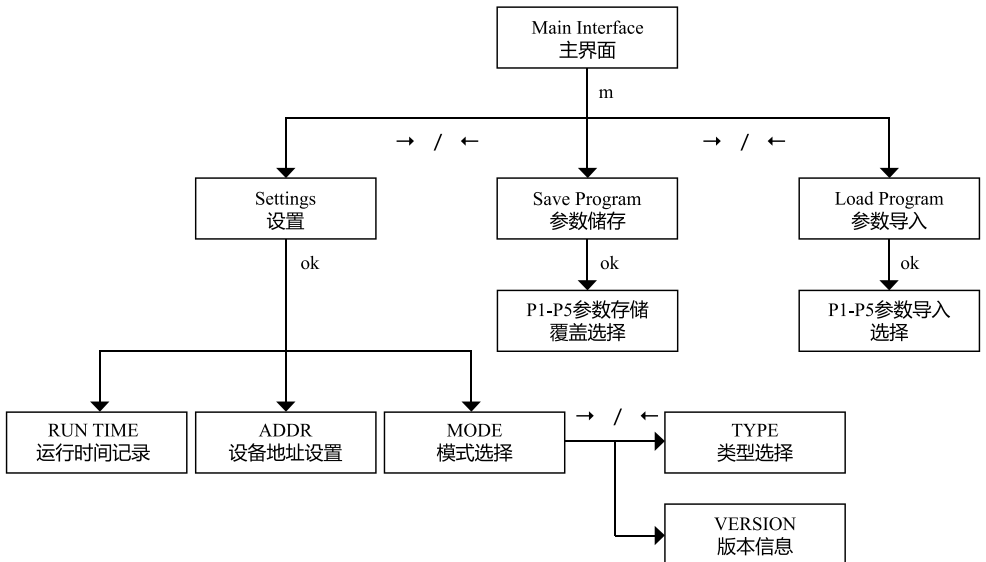 Main Interface
主界面
m
→ / ←
→ / ←
Settings
设置
Save Program
参数储存
Load Program
参数导入
ok
ok
ok
P1-P5参数存储
覆盖选择
P1-P5参数导入
选择
RUN TIME
运行时间记录
ADDR
设备地址设置
MODE
模式选择
→ / ←
TYPE
类型选择
VERSION
版本信息